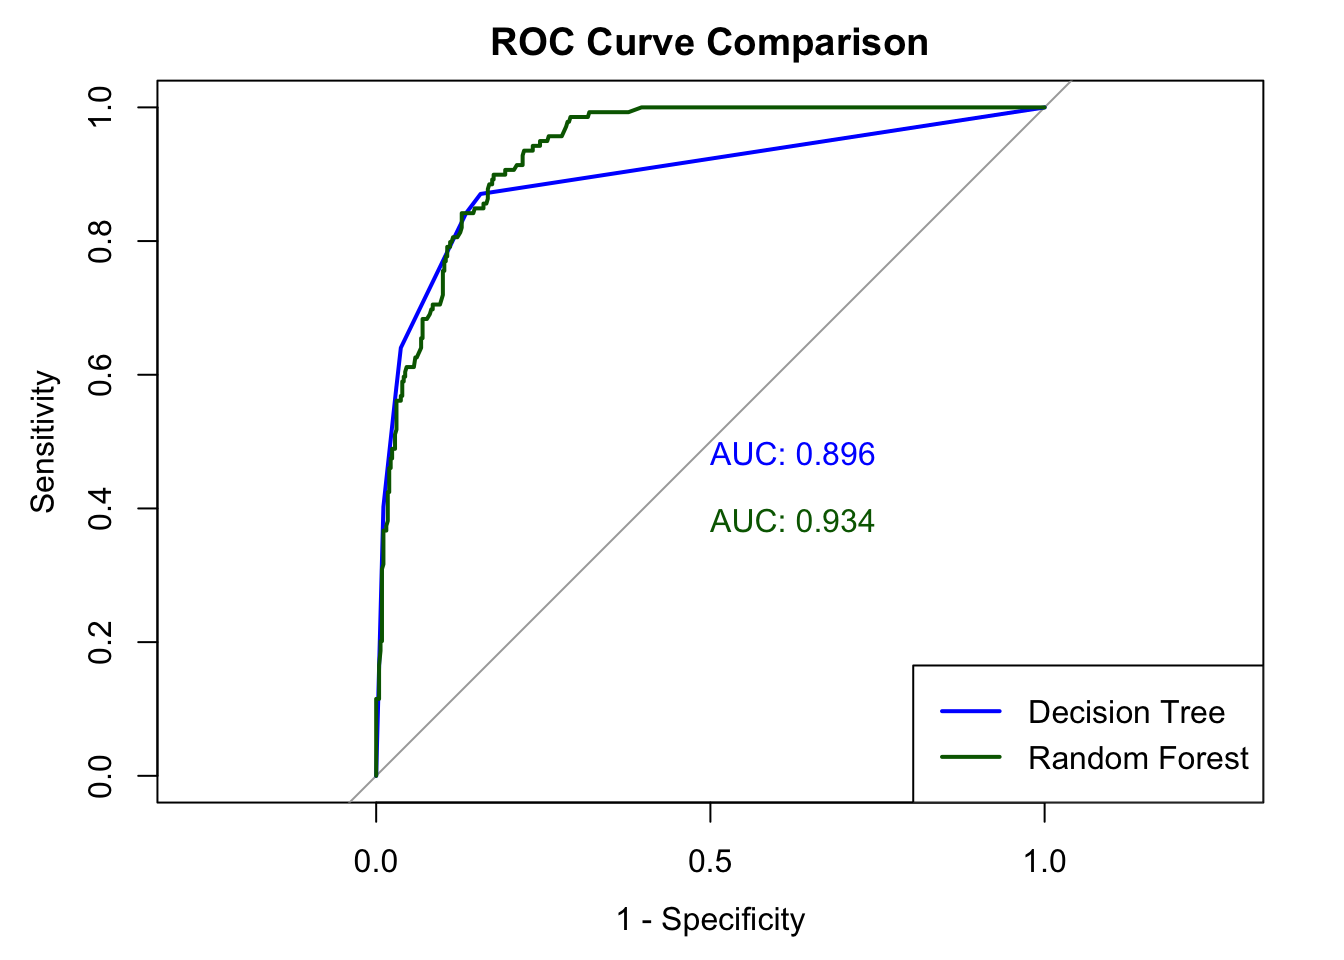 ROC Curve Comparison
1.0
0.8
0.6
0.4
0.2
0.0
Sensitivity
AUC: 0.896
AUC: 0.934
Decision Tree
Random Forest
0.0 0.5 1.0
1 - Specificity